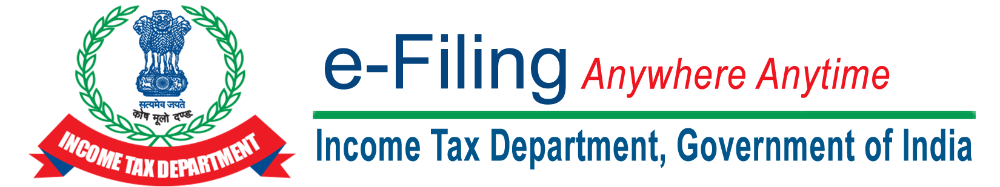 सत्यमेव जयते
कोष मूलो दण्डः
INCOME TAX DEPARTMENT
e-Filing Anywhere Anytime
Income Tax Department, Government of India